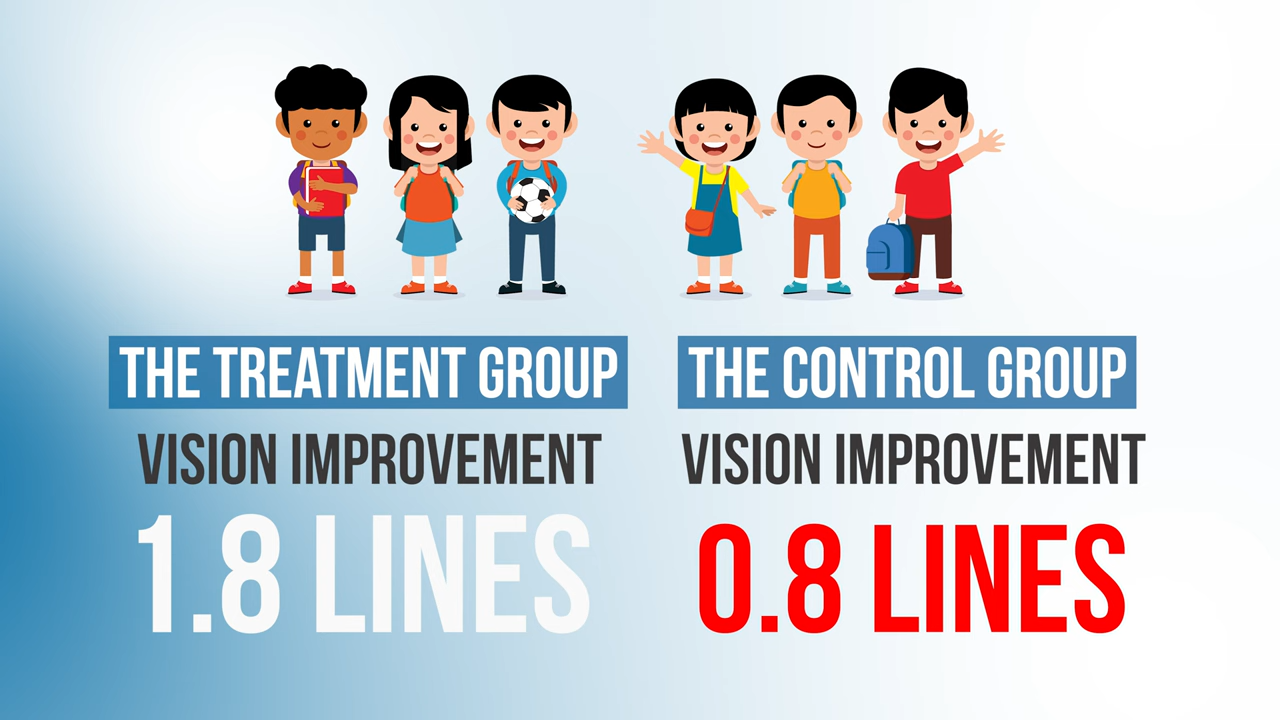 THE TREATMENT GROUP
VISION IMPROVEMENT
1.8 LINES
THE CONTROL GROUP
VISION IMPROVEMENT
0.8 LINES